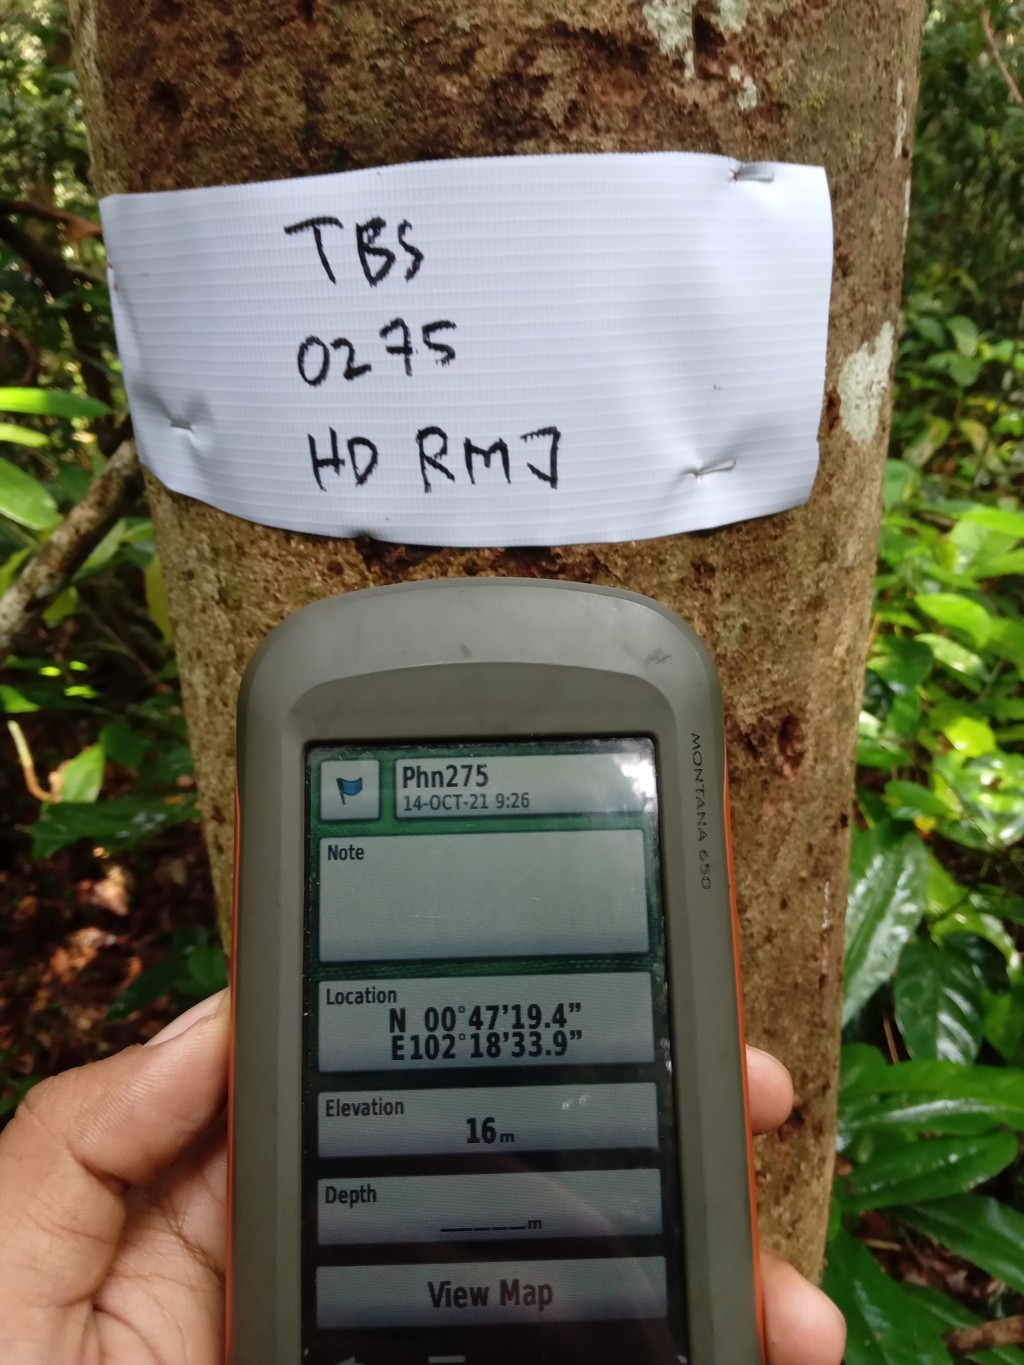 TBS
0275
HD RMJ
MONTANA 650
Phn275
14-OCT-21 9:26
Note
Location
N 00°47'19.4"
E102°18'33.9"
Elevation
16m
Depth
_____m
View Map